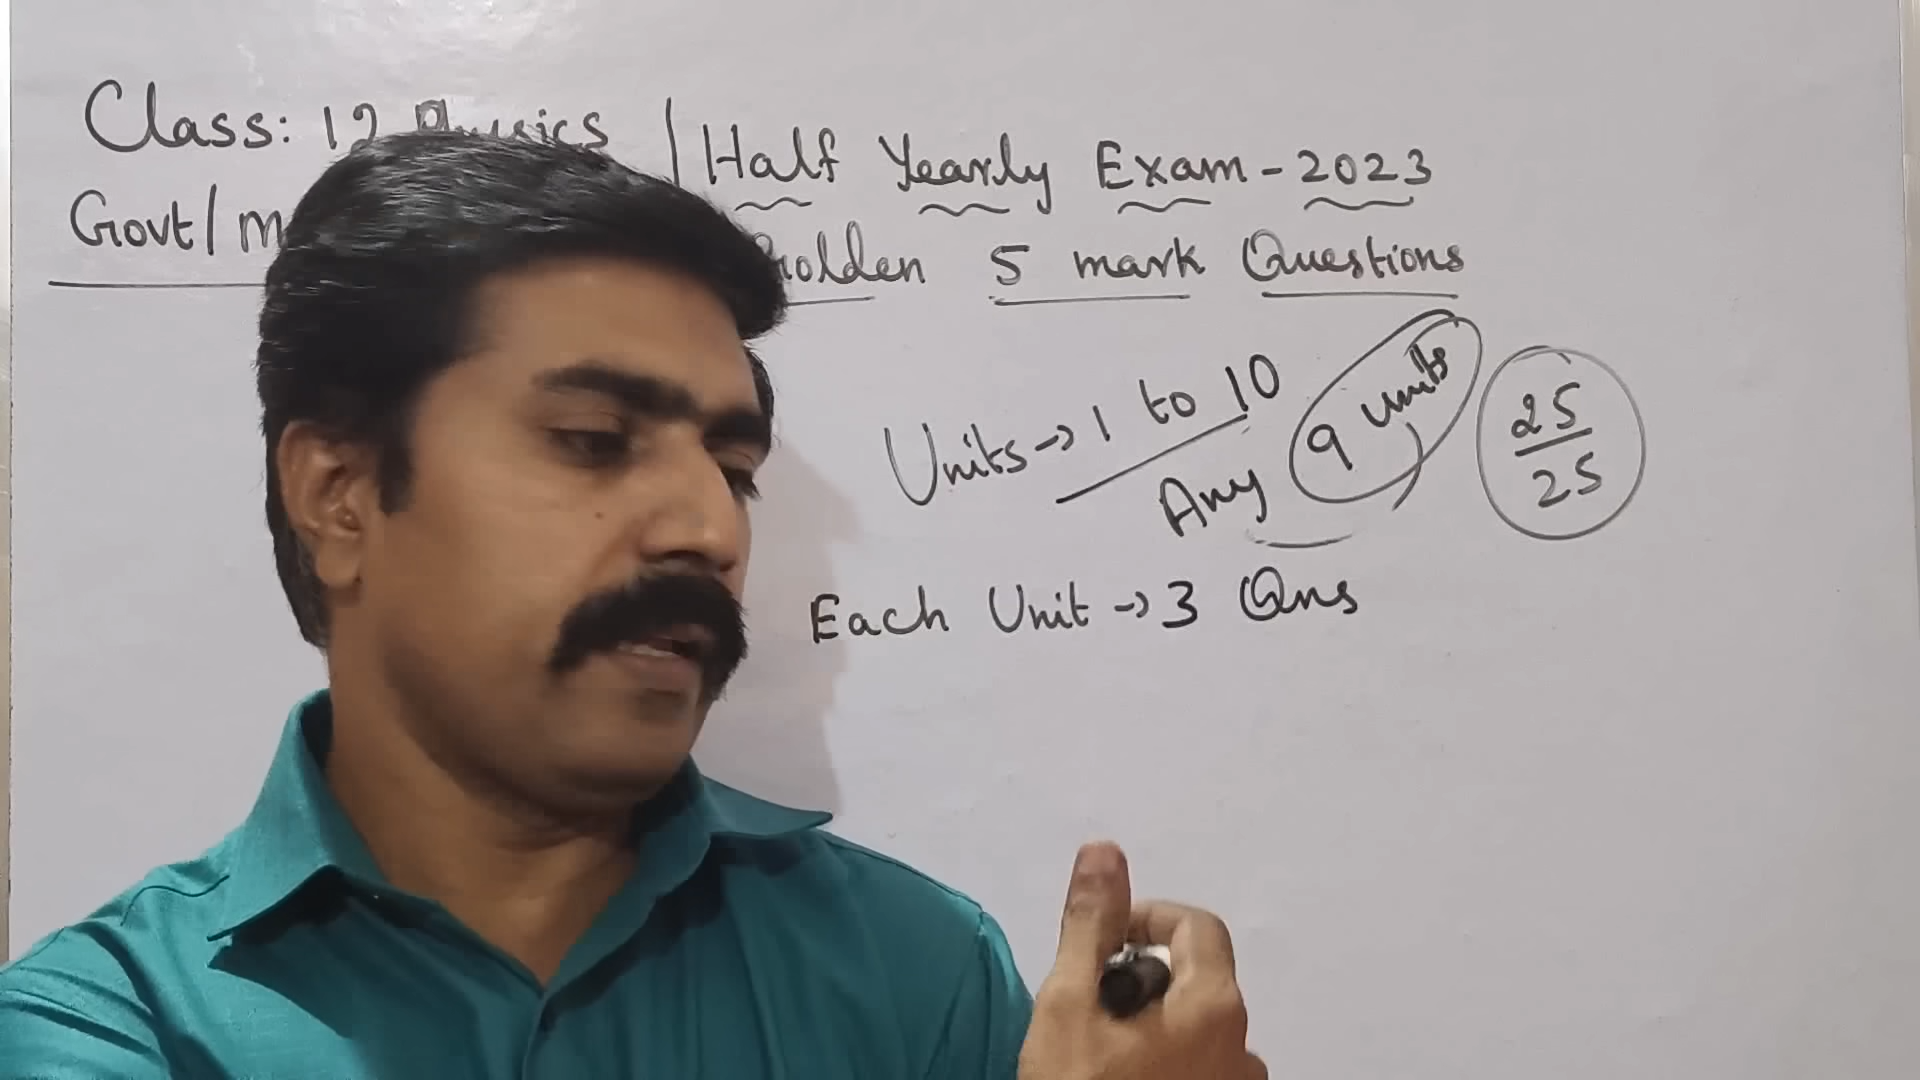 Class: 12 Physics
Govt/
Half Yearly Exam-2023
Golden 5 mark Questions
Units→ 1 to 10
Any 9 units
25
25
Each Unit → 3 Qns